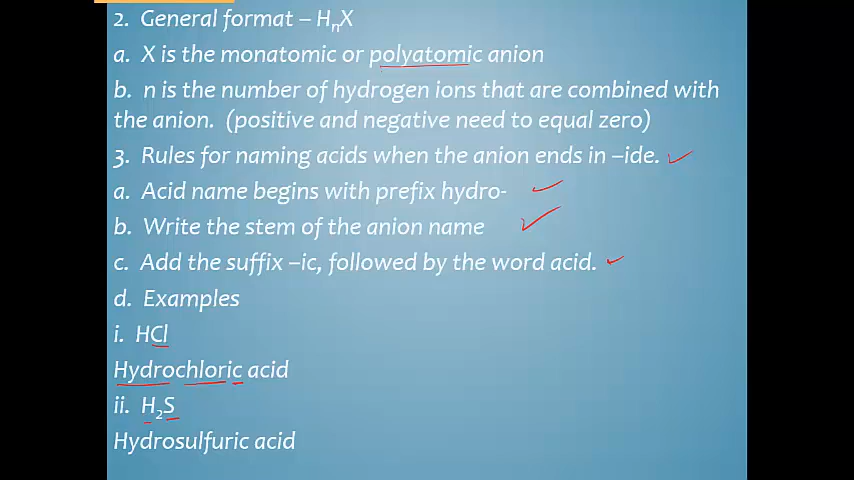 2. General format – HₙX
a. X is the monatomic or polyatomic anion
b. n is the number of hydrogen ions that are combined with
the anion. (positive and negative need to equal zero)
3. Rules for naming acids when the anion ends in –ide.
a. Acid name begins with prefix hydro-
b. Write the stem of the anion name
c. Add the suffix –ic, followed by the word acid.
d. Examples
i. HCl
Hydrochloric acid
ii. H₂S
Hydrosulfuric acid